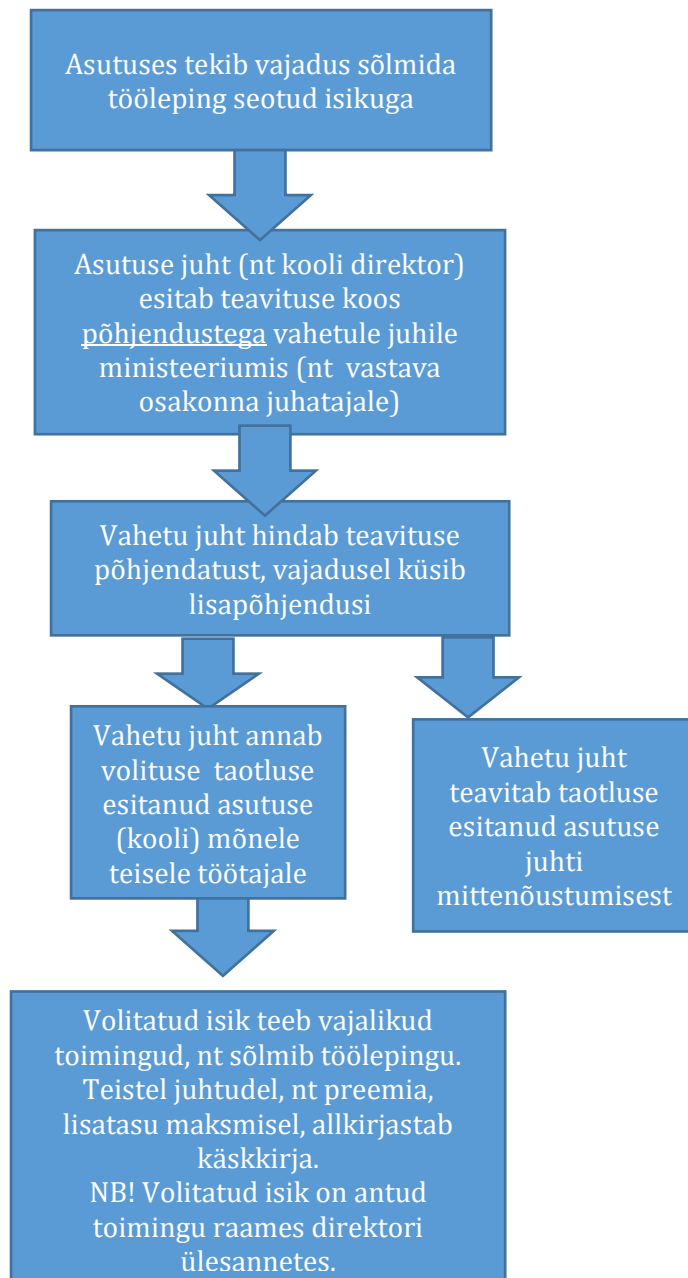 Asutuses tekib vajadus sõlmida
tööleping seotud isikuga
Asutuse juht (nt kooli direktor)
esitab teavituse koos
põhjendustega vahetule juhile
ministeeriumis (nt vastava
osakonna juhatajale)
Vahetu juht hindab teavituse
põhjendatust, vajadusel küsib
lisapõhjendusi
Vahetu juht annab
volituse taotluse
esitanud asutuse
(kooli) mõnele
teisele töötajale
Vahetu juht
teavitab taotluse
esitanud asutuse
juhti
mittenõustumisest
Volitatud isik teeb vajalikud
toimingud, nt sõlmib töölepingu.
Teistel juhtudel, nt preemia,
lisatasu maksmisel, allkirjastab
käskkirja.
NB! Volitatud isik on antud
toimingu raames direktori
ülesannetes.